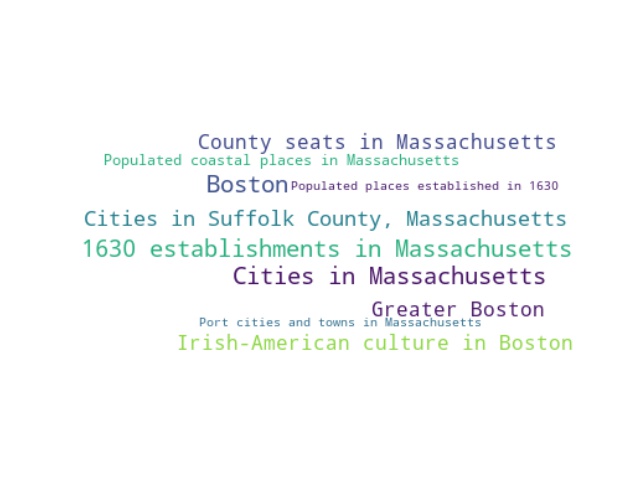 County seats in Massachusetts
Populated coastal places in Massachusetts
Boston
Populated places established in 1630
Cities in Suffolk County, Massachusetts
1630 establishments in Massachusetts
Cities in Massachusetts
Greater Boston
Port cities and towns in Massachusetts
Irish-American culture in Boston